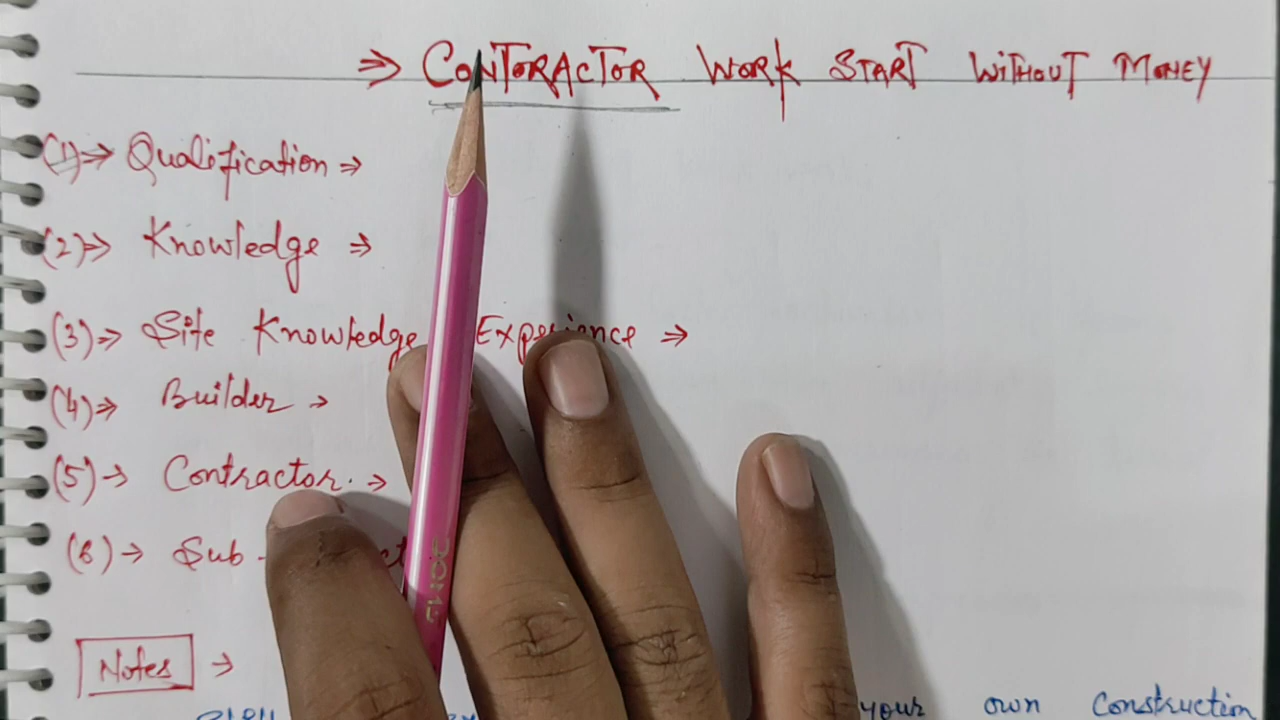 ⇒ CONTORACTOR WORK START WITHOUT MONEY
(1)⇒ Qualification ⇒
(2)⇒ Knowledge ⇒
(3)⇒ Site Knowledge Experience ⇒
(4)⇒ Builder →
(5)→ Contractor. →
(6)→ Sub -
Notes →
your own Construction